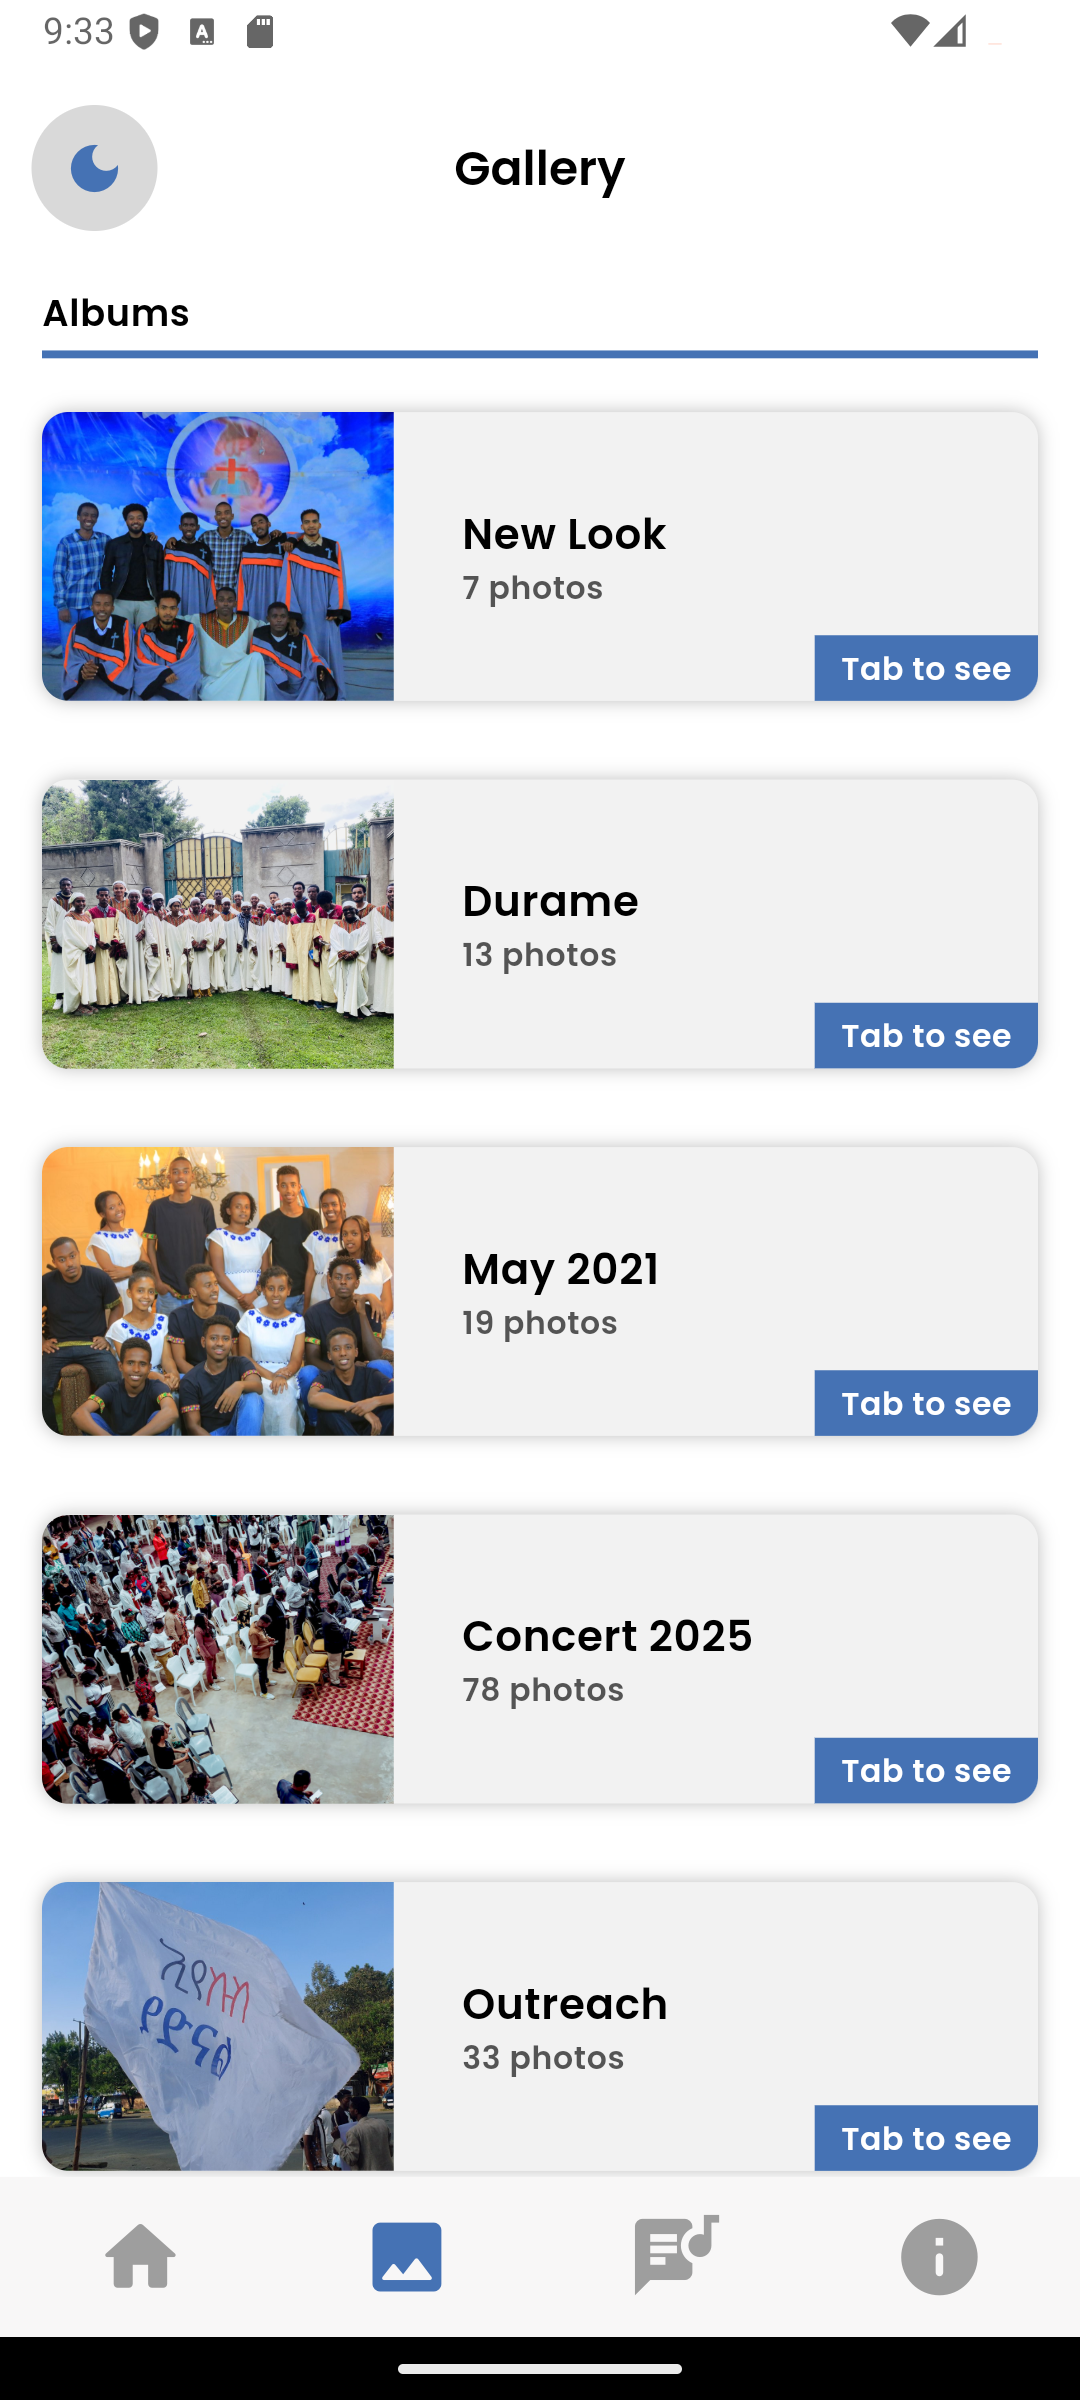 9:33
Gallery
Albums
New Look
7 photos
Tab to see
Durame
13 photos
Tab to see
May 2021
19 photos
Tab to see
Concert 2025
78 photos
Tab to see
Outreach
33 photos
Tab to see